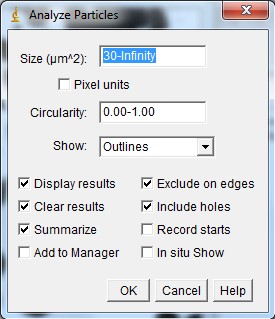 Analyze Particles
Size (µm^2): 30-Infinity
Pixel units
Circularity: 0.00-1.00
Show: Outlines
Display results Exclude on edges
Clear results Include holes
Summarize Record starts
Add to Manager In situ Show
OK Cancel Help